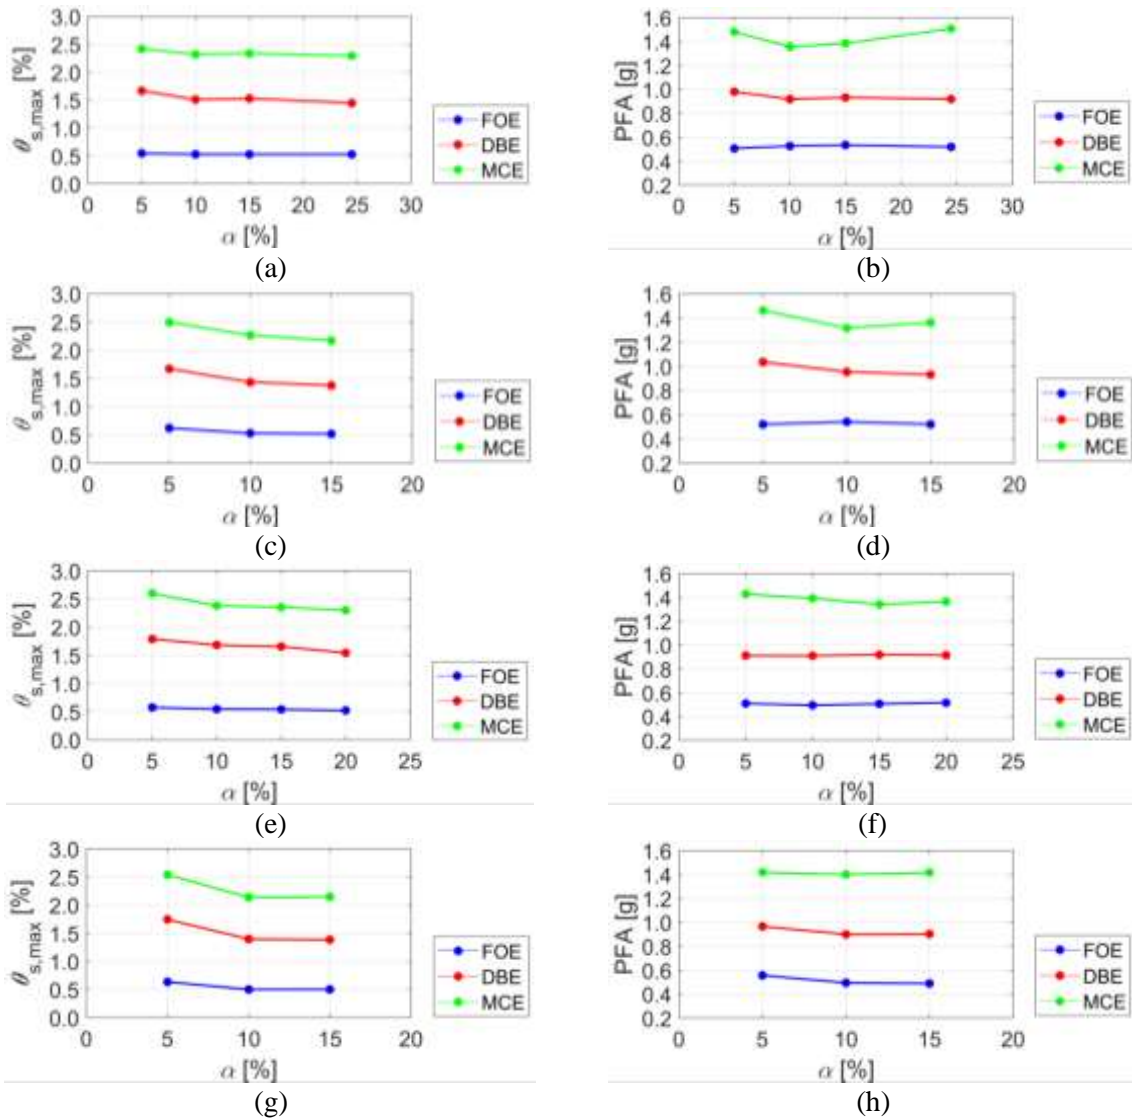 θs,max [%]
3.0
2.5
2.0
1.5
1.0
0.5
0.0
0 5 10 15 20 25 30
α [%]
FOE
DBE
MCE
(a)
PFA [g]
1.6
1.4
1.2
1.0
0.8
0.6
0.4
0.2
0 5 10 15 20 25 30
α [%]
FOE
DBE
MCE
(b)
θs,max [%]
3.0
2.5
2.0
1.5
1.0
0.5
0.0
0 5 10 15 20
α [%]
FOE
DBE
MCE
(c)
PFA [g]
1.6
1.4
1.2
1.0
0.8
0.6
0.4
0.2
0 5 10 15 20
α [%]
FOE
DBE
MCE
(d)
θs,max [%]
3.0
2.5
2.0
1.5
1.0
0.5
0.0
0 5 10 15 20 25
α [%]
FOE
DBE
MCE
(e)
PFA [g]
1.6
1.4
1.2
1.0
0.8
0.6
0.4
0.2
0 5 10 15 20 25
α [%]
FOE
DBE
MCE
(f)
θs,max [%]
3.0
2.5
2.0
1.5
1.0
0.5
0.0
0 5 10 15 20
α [%]
FOE
DBE
MCE
(g)
PFA [g]
1.6
1.4
1.2
1.0
0.8
0.6
0.4
0.2
0 5 10 15 20
α [%]
FOE
DBE
MCE
(h)